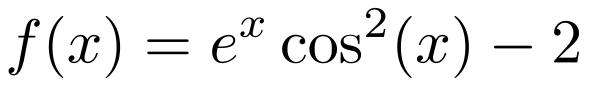 f(x) = e^x cos^2(x) − 2